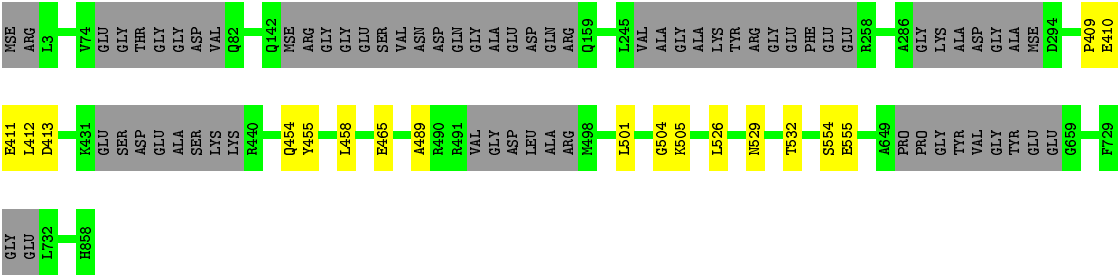 MSE ARG L3 V74 GLU GLY THR GLY GLY ASP VAL Q82 Q142 MSE ARG GLY GLY GLU SER VAL ASN ASP GLN GLY ALA GLU ASP GLN ARG Q159 L245 VAL ALA GLY ALA LYS TYR ARG GLY GLU PHE GLU GLU R258 A286 GLY LYS ALA ASP GLY ALA MSE D294 P409 E410
E411 L412 D413 K431 GLU SER ASP GLU ALA SER LYS LYS R440 Q454 Y455 L458 E465 A489 R490 R491 VAL GLY ASP LEU ALA ARG M498 L501 G504 K505 L526 N529 T532 S554 E555 A649 PRO PRO GLY TYR VAL GLY TYR GLU GLU G659 F729
GLY GLU L732 H858